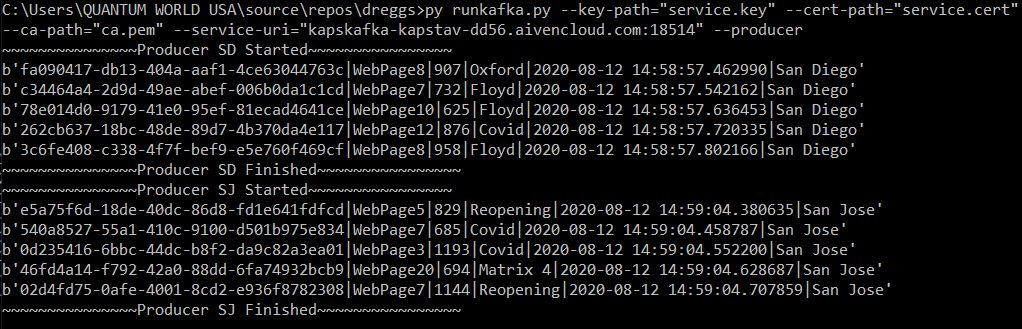 C:\Users\QUANTUM WORLD USA\source\repos\dreggs>py runkafka.py --key-path="service.key" --cert-path="service.cert"
--ca-path="ca.pem" --service-uri="kapskafka-kapstav-dd56.aivencloud.com:18514" --producer
~~~~~~~~~~~~~~~~Producer SD Started~~~~~~~~~~~~~~~~~
b'fa090417-db13-404a-aaf1-4ce63044763c|WebPage8|907|Oxford|2020-08-12 14:58:57.462990|San Diego'
b'c34464a4-2d9d-49ae-abef-006b0da1c1cd|WebPage7|732|Floyd|2020-08-12 14:58:57.542162|San Diego'
b'78e014d0-9179-41e0-95ef-81ecad4641ce|WebPage10|625|Floyd|2020-08-12 14:58:57.636453|San Diego'
b'262cb637-18bc-48de-89d7-4b370da4e117|WebPage12|876|Covid|2020-08-12 14:58:57.720335|San Diego'
b'3c6fe408-c338-4f7f-bef9-e5e760f469cf|WebPage8|958|Floyd|2020-08-12 14:58:57.802166|San Diego'
~~~~~~~~~~~~~~~~Producer SD Finished~~~~~~~~~~~~~~~~~
~~~~~~~~~~~~~~~~Producer SJ Started~~~~~~~~~~~~~~~~~
b'e5a75f6d-18de-40dc-86d8-fd1e641fdfcd|WebPage5|829|Reopening|2020-08-12 14:59:04.380635|San Jose'
b'540a8527-55a1-410c-9100-d501b975e834|WebPage7|685|Covid|2020-08-12 14:59:04.458787|San Jose'
b'0d235416-6bbc-44dc-b8f2-da9c82a3ea01|WebPage3|1193|Covid|2020-08-12 14:59:04.552200|San Jose'
b'46fd4a14-f792-42a0-88dd-6fa74932bcb9|WebPage20|694|Matrix 4|2020-08-12 14:59:04.628687|San Jose'
b'02d4fd75-0afe-4001-8cd2-e936f8782308|WebPage7|1144|Reopening|2020-08-12 14:59:04.707859|San Jose'
~~~~~~~~~~~~~~~~Producer SJ Finished~~~~~~~~~~~~~~~~~